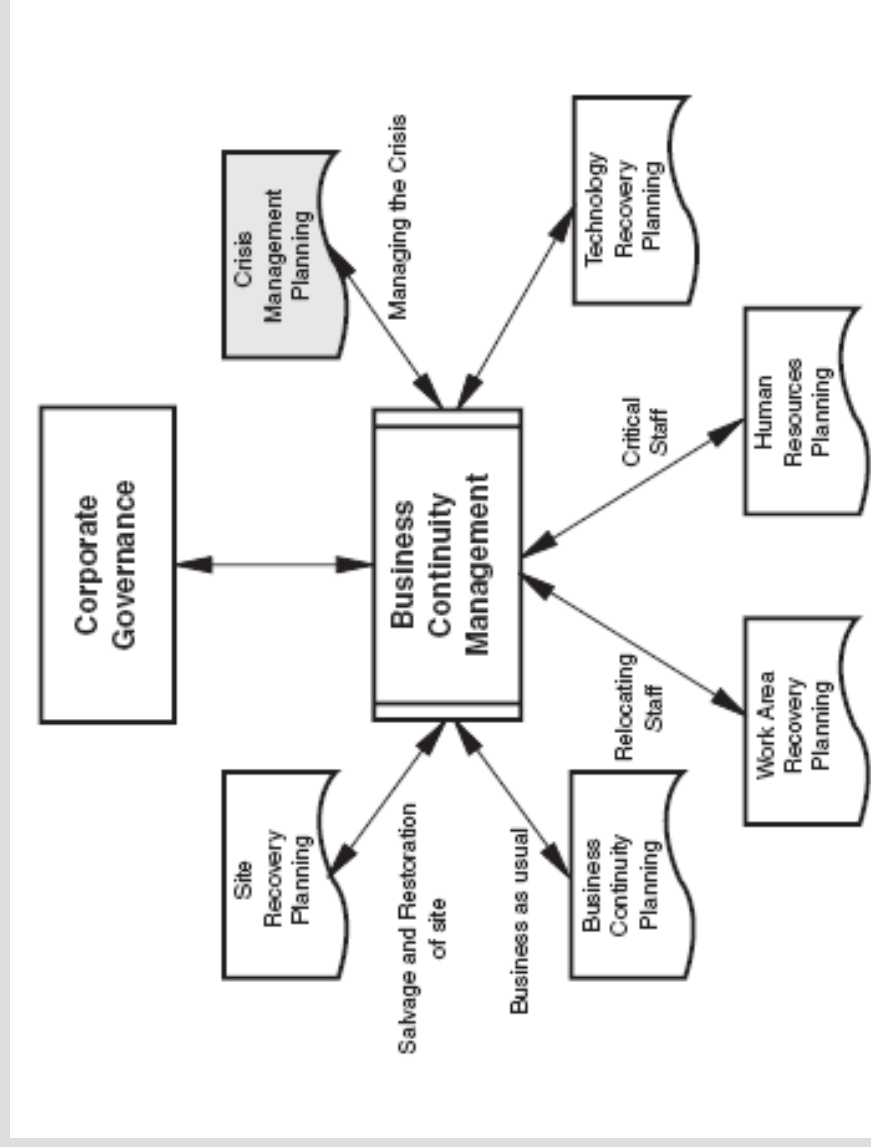 Corporate
Governance
Site
Recovery
Planning
Crisis
Management
Planning
Salvage and Restoration
of site
Managing the Crisis
Business
Continuity
Management
Business as usual
Business
Continuity
Planning
Relocating
Staff
Critical
Staff
Technology
Recovery
Planning
Work Area
Recovery
Planning
Human
Resources
Planning